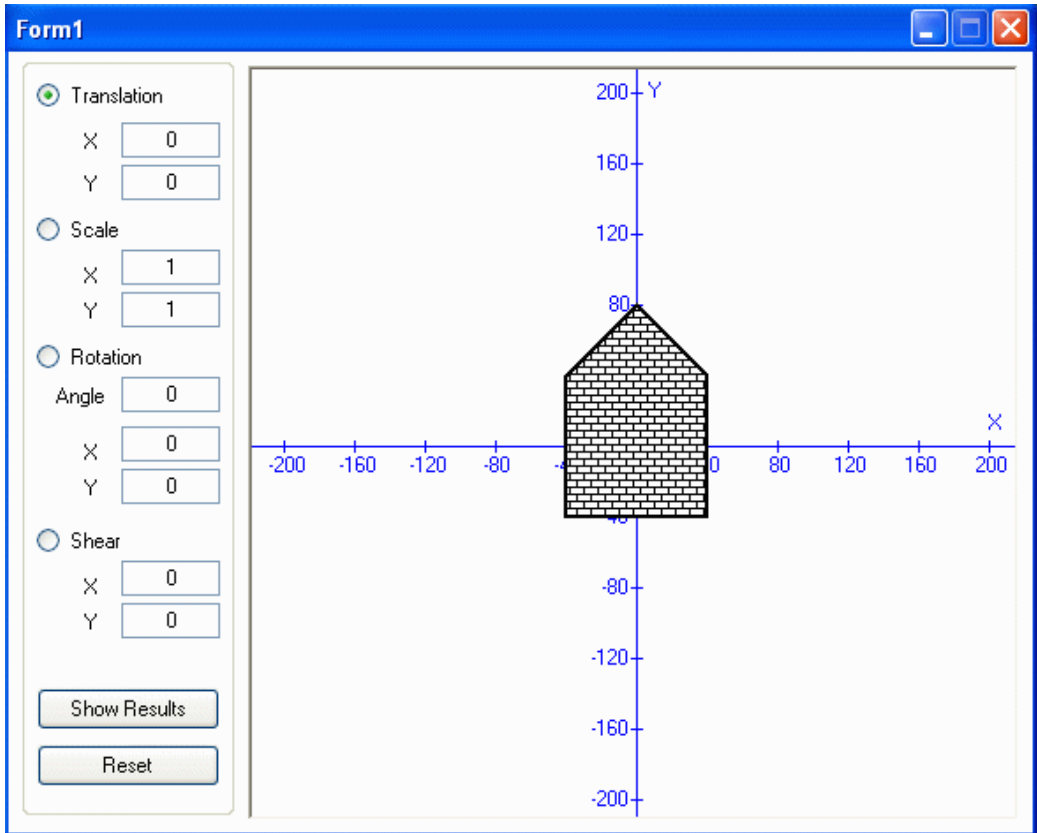 Form1
Translation
X 0
Y 0
Scale
X 1
Y 1
Rotation
Angle 0
X 0
Y 0
Shear
X 0
Y 0
Show Results
Reset
200 Y
160
120
80
X
-200 -160 -120 -80 80 120 160 200
-80
-120
-160
-200